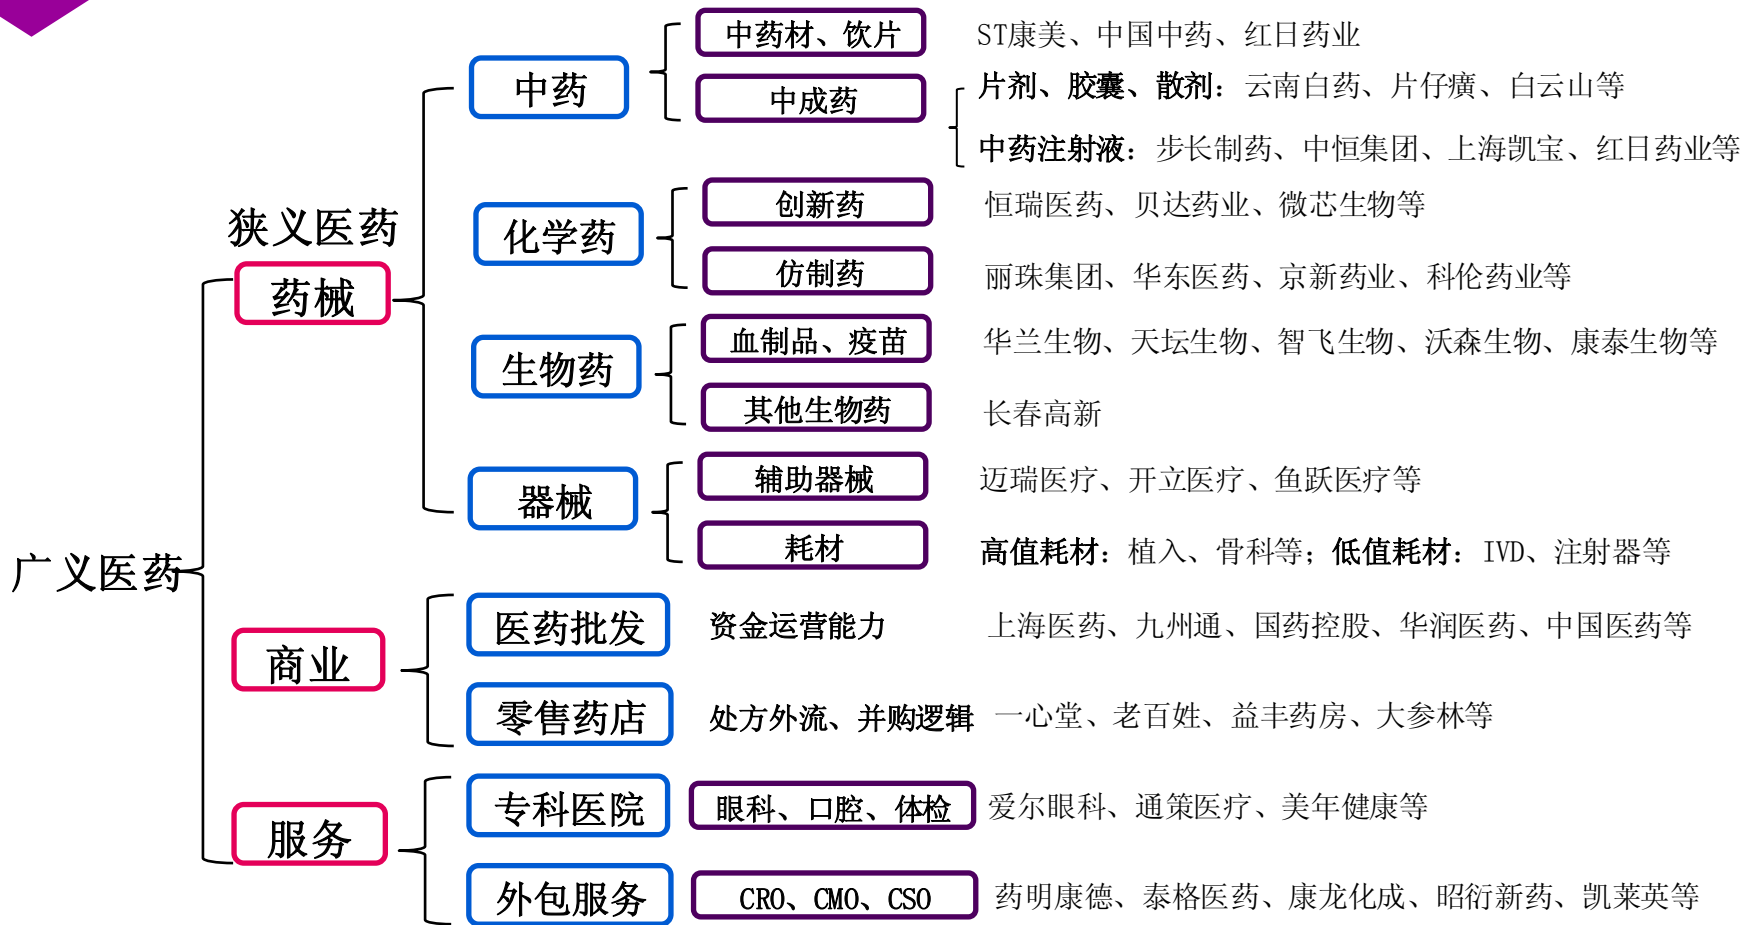 中药材、饮片 ST康美、中国中药、红日药业
中药
中成药
片剂、胶囊、散剂：云南白药、片仔癀、白云山等
中药注射液：步长制药、中恒集团、上海凯宝、红日药业等
狭义医药
药械
化学药
创新药 恒瑞医药、贝达药业、微芯生物等
仿制药 丽珠集团、华东医药、京新药业、科伦药业等
生物药
血制品、疫苗 华兰生物、天坛生物、智飞生物、沃森生物、康泰生物等
其他生物药 长春高新
器械
辅助器械 迈瑞医疗、开立医疗、鱼跃医疗等
耗材 高值耗材：植入、骨科等；低值耗材：IVD、注射器等
广义医药
商业
医药批发 资金运营能力 上海医药、九州通、国药控股、华润医药、中国医药等
零售药店 处方外流、并购逻辑 一心堂、老百姓、益丰药房、大参林等
服务
专科医院 眼科、口腔、体检 爱尔眼科、通策医疗、美年健康等
外包服务 CRO、CMO、CSO 药明康德、泰格医药、康龙化成、昭衍新药、凯莱英等